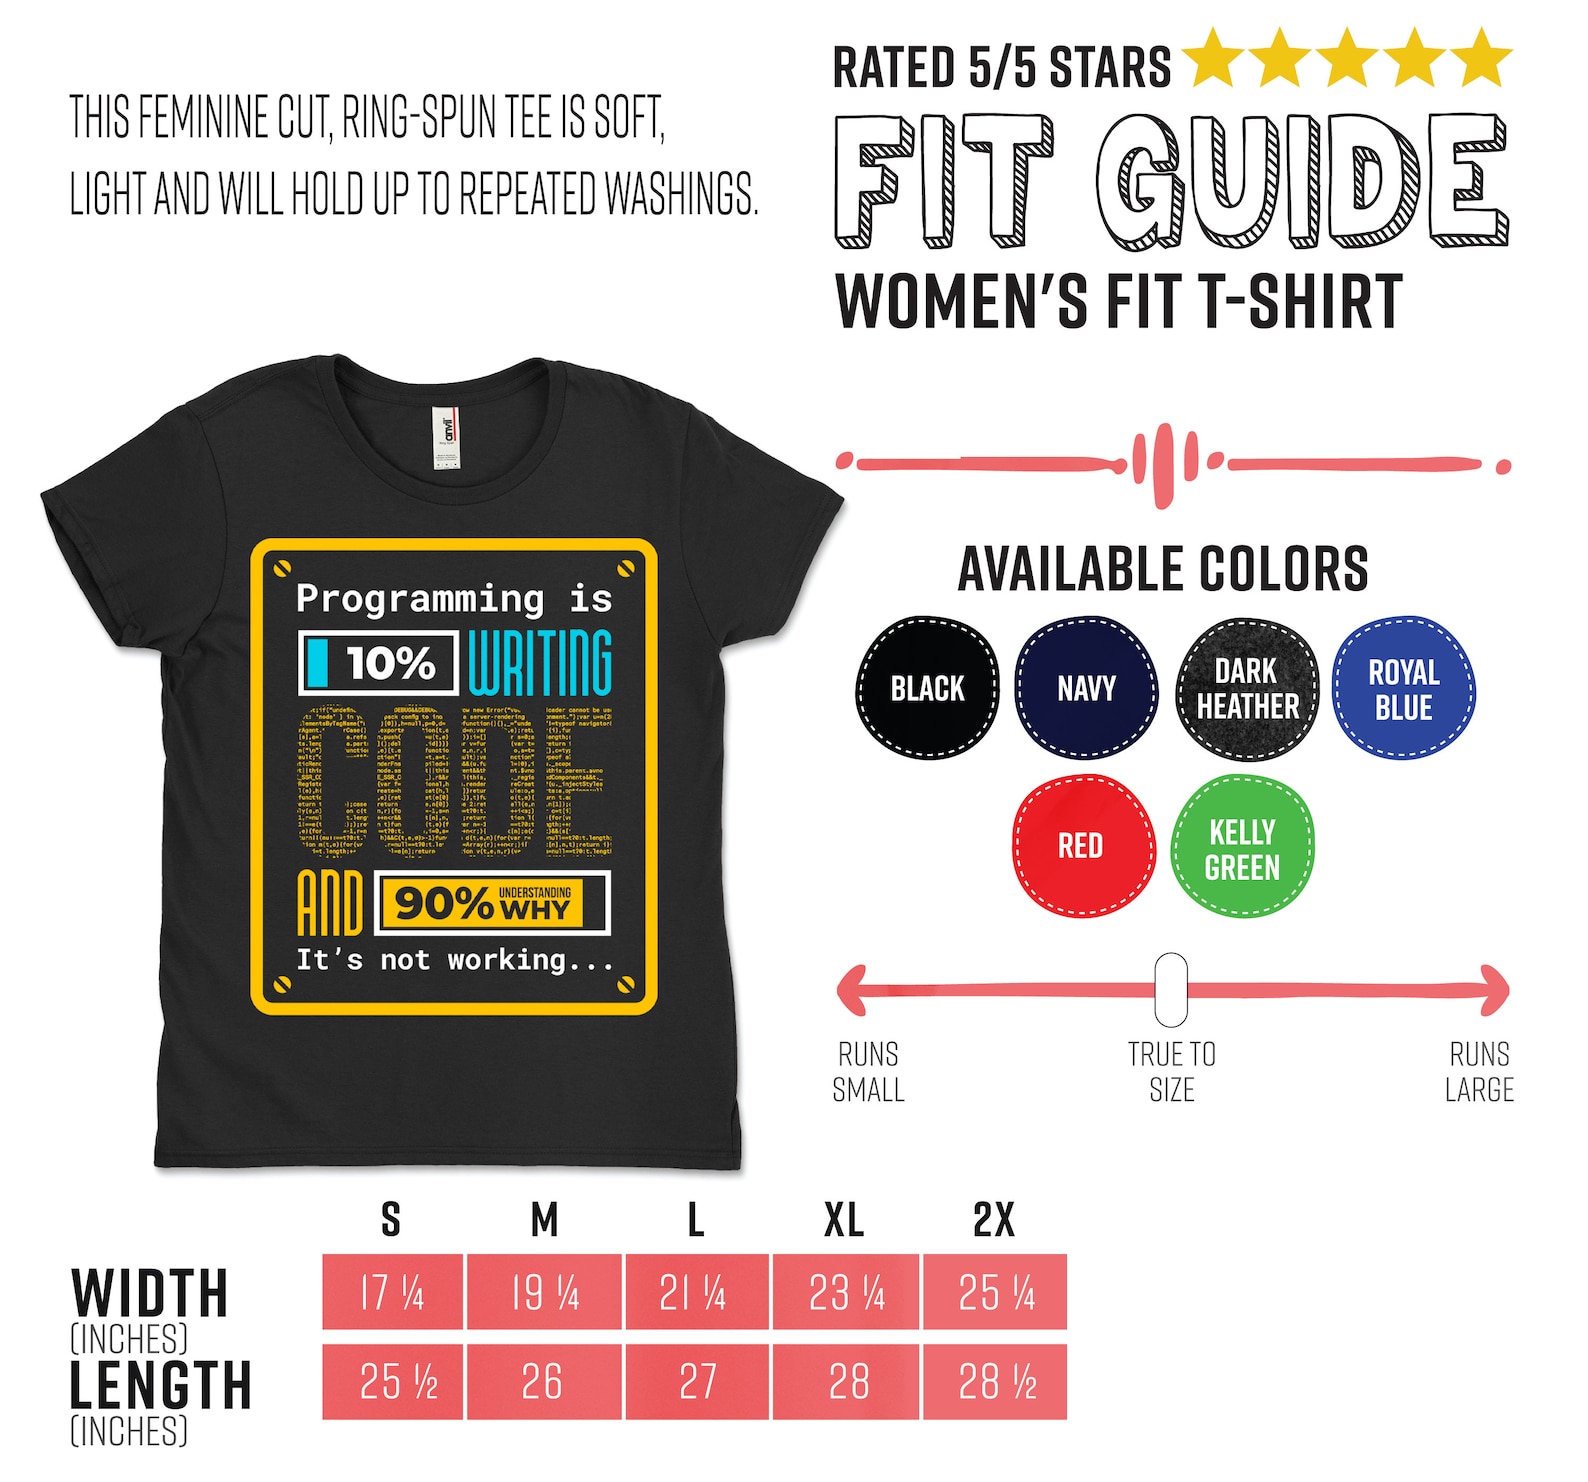 THIS FEMININE CUT, RING-SPUN TEE IS SOFT,
LIGHT AND WILL HOLD UP TO REPEATED WASHINGS.
RATED 5/5 STARS
FIT GUIDE
WOMEN'S FIT T-SHIRT
anvil
Programming is
10% WRITING
CODE
AND 90% UNDERSTANDING WHY
It's not working...
AVAILABLE COLORS
BLACK
NAVY
DARK
HEATHER
ROYAL
BLUE
RED
KELLY
GREEN
RUNS
SMALL
TRUE TO
SIZE
RUNS
LARGE
S M L XL 2X
WIDTH 17 ¼ 19 ¼ 21 ¼ 23 ¼ 25 ¼
(INCHES)
LENGTH 25 ½ 26 27 28 28 ½
(INCHES)